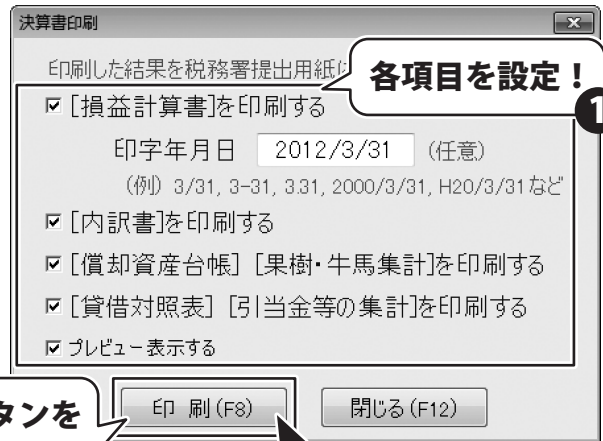 決算書印刷
印刷した結果を税務署提出用紙に
各項目を設定！
1
☑ [損益計算書]を印刷する
印字年月日 2012/3/31 (任意)
(例) 3/31, 3-31, 3.31, 2000/3/31, H20/3/31など
☑ [内訳書]を印刷する
☑ [償却資産台帳] [果樹・牛馬集計]を印刷する
☑ [貸借対照表] [引当金等の集計]を印刷する
☑ プレビュー表示する
タンを
印 刷(F8) 閉じる(F12)